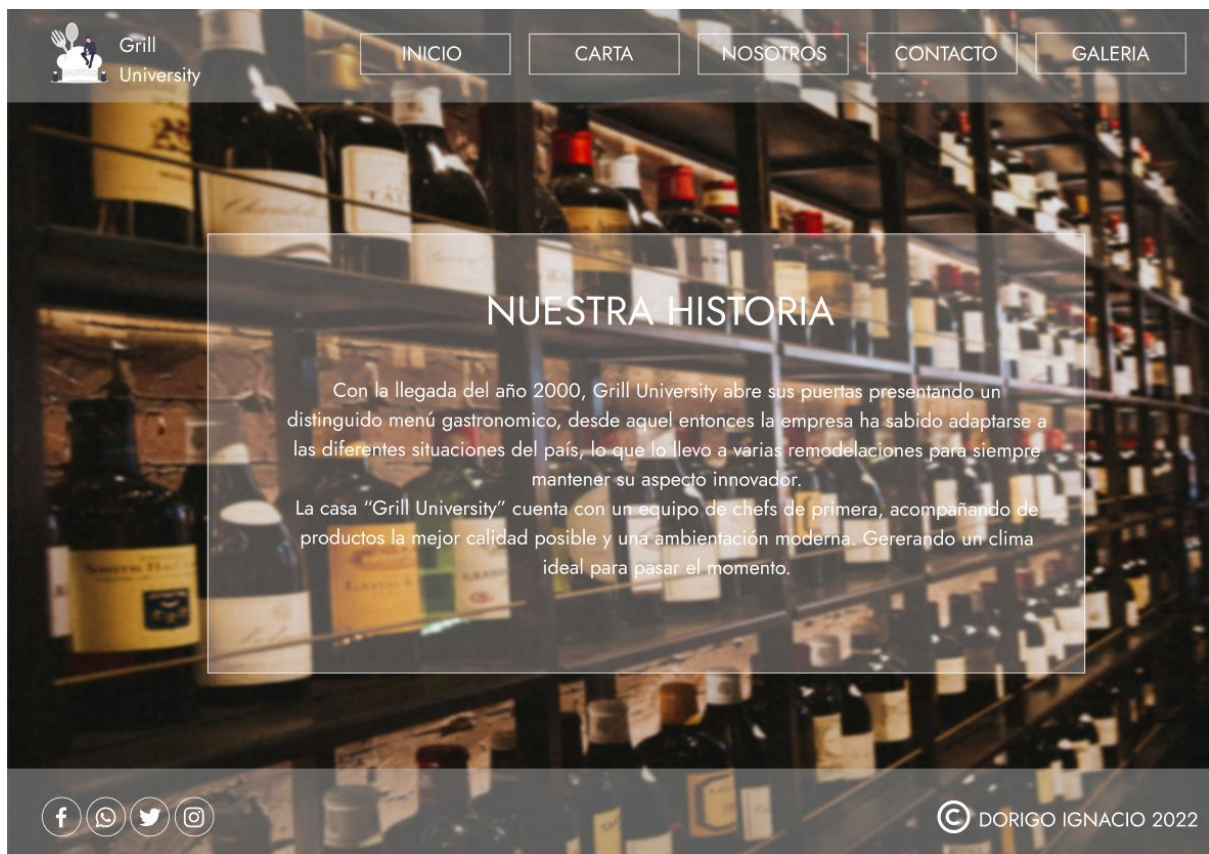 Grill
University
INICIO
CARTA
NOSOTROS
CONTACTO
GALERIA
NUESTRA HISTORIA
Con la llegada del año 2000, Grill University abre sus puertas presentando un
distinguido menú gastronomico, desde aquel entonces la empresa ha sabido adaptarse a
las diferentes situaciones del país, lo que lo llevo a varias remodelaciones para siempre
mantener su aspecto innovador.
La casa “Grill University” cuenta con un equipo de chefs de primera, acompañando de
productos la mejor calidad posible y una ambientación moderna. Gererando un clima
ideal para pasar el momento.
© DORIGO IGNACIO 2022